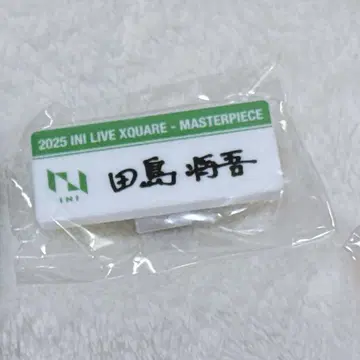 2025 INI LIVE XQUARE - MASTERPIECE
INI
田島 将吾